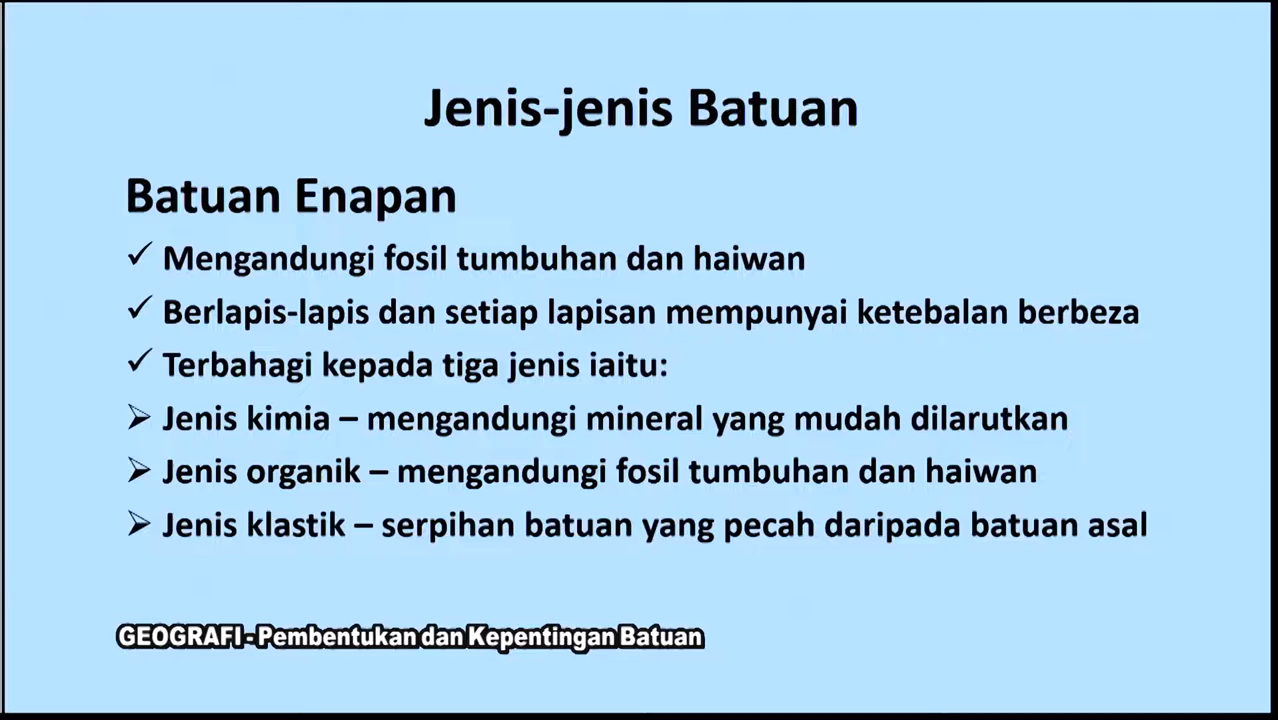 Jenis-jenis Batuan
Batuan Enapan
✓ Mengandungi fosil tumbuhan dan haiwan
✓ Berlapis-lapis dan setiap lapisan mempunyai ketebalan berbeza
✓ Terbahagi kepada tiga jenis iaitu:
➢ Jenis kimia – mengandungi mineral yang mudah dilarutkan
➢ Jenis organik – mengandungi fosil tumbuhan dan haiwan
➢ Jenis klastik – serpihan batuan yang pecah daripada batuan asal
GEOGRAFI - Pembentukan dan Kepentingan Batuan